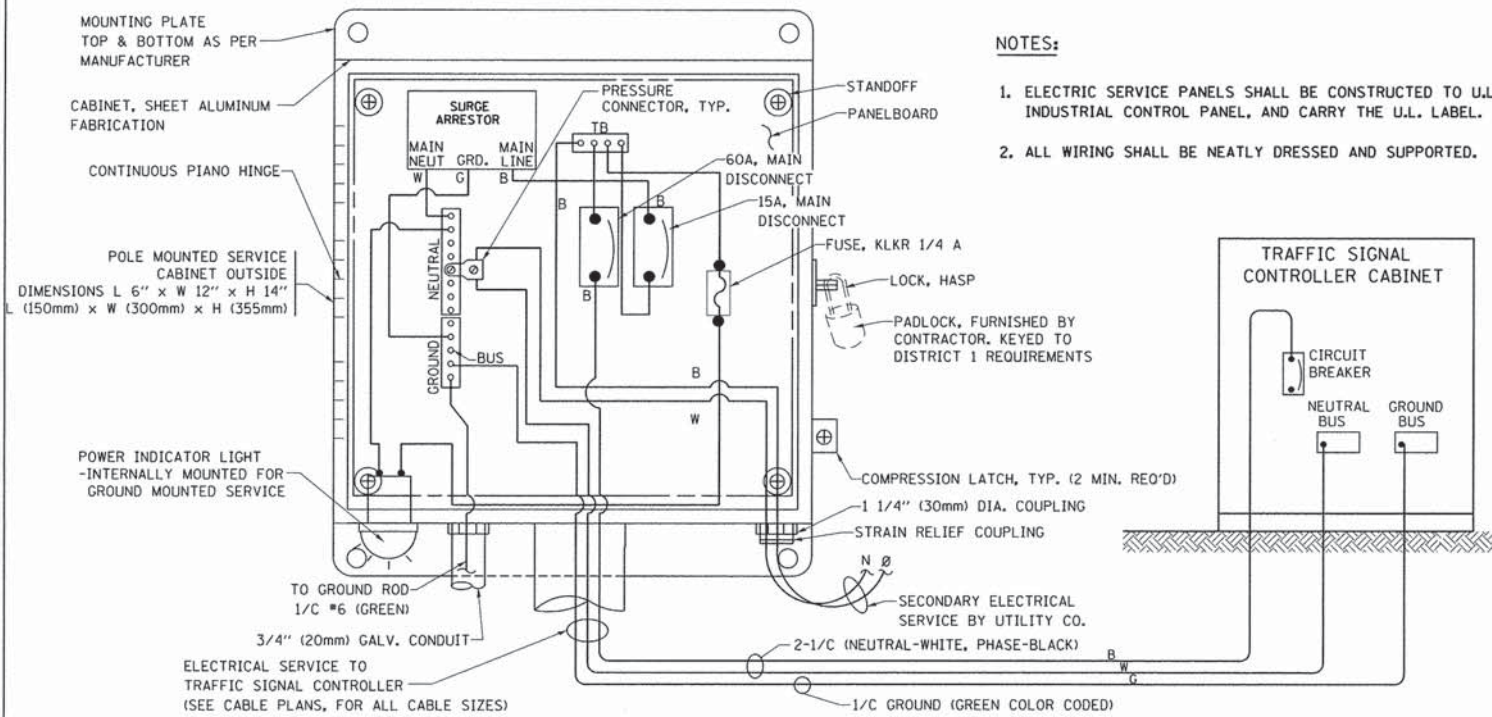 MOUNTING PLATE
TOP & BOTTOM AS PER
MANUFACTURER
CABINET, SHEET ALUMINUM
FABRICATION
CONTINUOUS PIANO HINGE
POLE MOUNTED SERVICE
CABINET OUTSIDE
DIMENSIONS L 6" x W 12" x H 14"
L (150mm) x W (300mm) x H (355mm)
POWER INDICATOR LIGHT
-INTERNALLY MOUNTED FOR
GROUND MOUNTED SERVICE
SURGE
ARRESTOR
MAIN
NEUT
GRD.
MAIN
LINE
W
G
B
PRESSURE
CONNECTOR, TYP.
TB
60A, MAIN
DISCONNECT
15A, MAIN
DISCONNECT
B
B
B
NEUTRAL
GROUND
BUS
STANDOFF
PANELBOARD
FUSE, KLKR 1/4 A
LOCK, HASP
PADLOCK, FURNISHED BY
CONTRACTOR. KEYED TO
DISTRICT 1 REQUIREMENTS
B
W
COMPRESSION LATCH, TYP. (2 MIN. REQ'D)
1 1/4" (30mm) DIA. COUPLING
STRAIN RELIEF COUPLING
N Ø
SECONDARY ELECTRICAL
SERVICE BY UTILITY CO.
TO GROUND ROD
1/C #6 (GREEN)
3/4" (20mm) GALV. CONDUIT
ELECTRICAL SERVICE TO
TRAFFIC SIGNAL CONTROLLER
(SEE CABLE PLANS, FOR ALL CABLE SIZES)
2-1/C (NEUTRAL-WHITE, PHASE-BLACK)
B
W
G
1/C GROUND (GREEN COLOR CODED)
NOTES:
1. ELECTRIC SERVICE PANELS SHALL BE CONSTRUCTED TO U.L
INDUSTRIAL CONTROL PANEL, AND CARRY THE U.L. LABEL.
2. ALL WIRING SHALL BE NEATLY DRESSED AND SUPPORTED.
TRAFFIC SIGNAL
CONTROLLER CABINET
CIRCUIT
BREAKER
NEUTRAL
BUS
GROUND
BUS